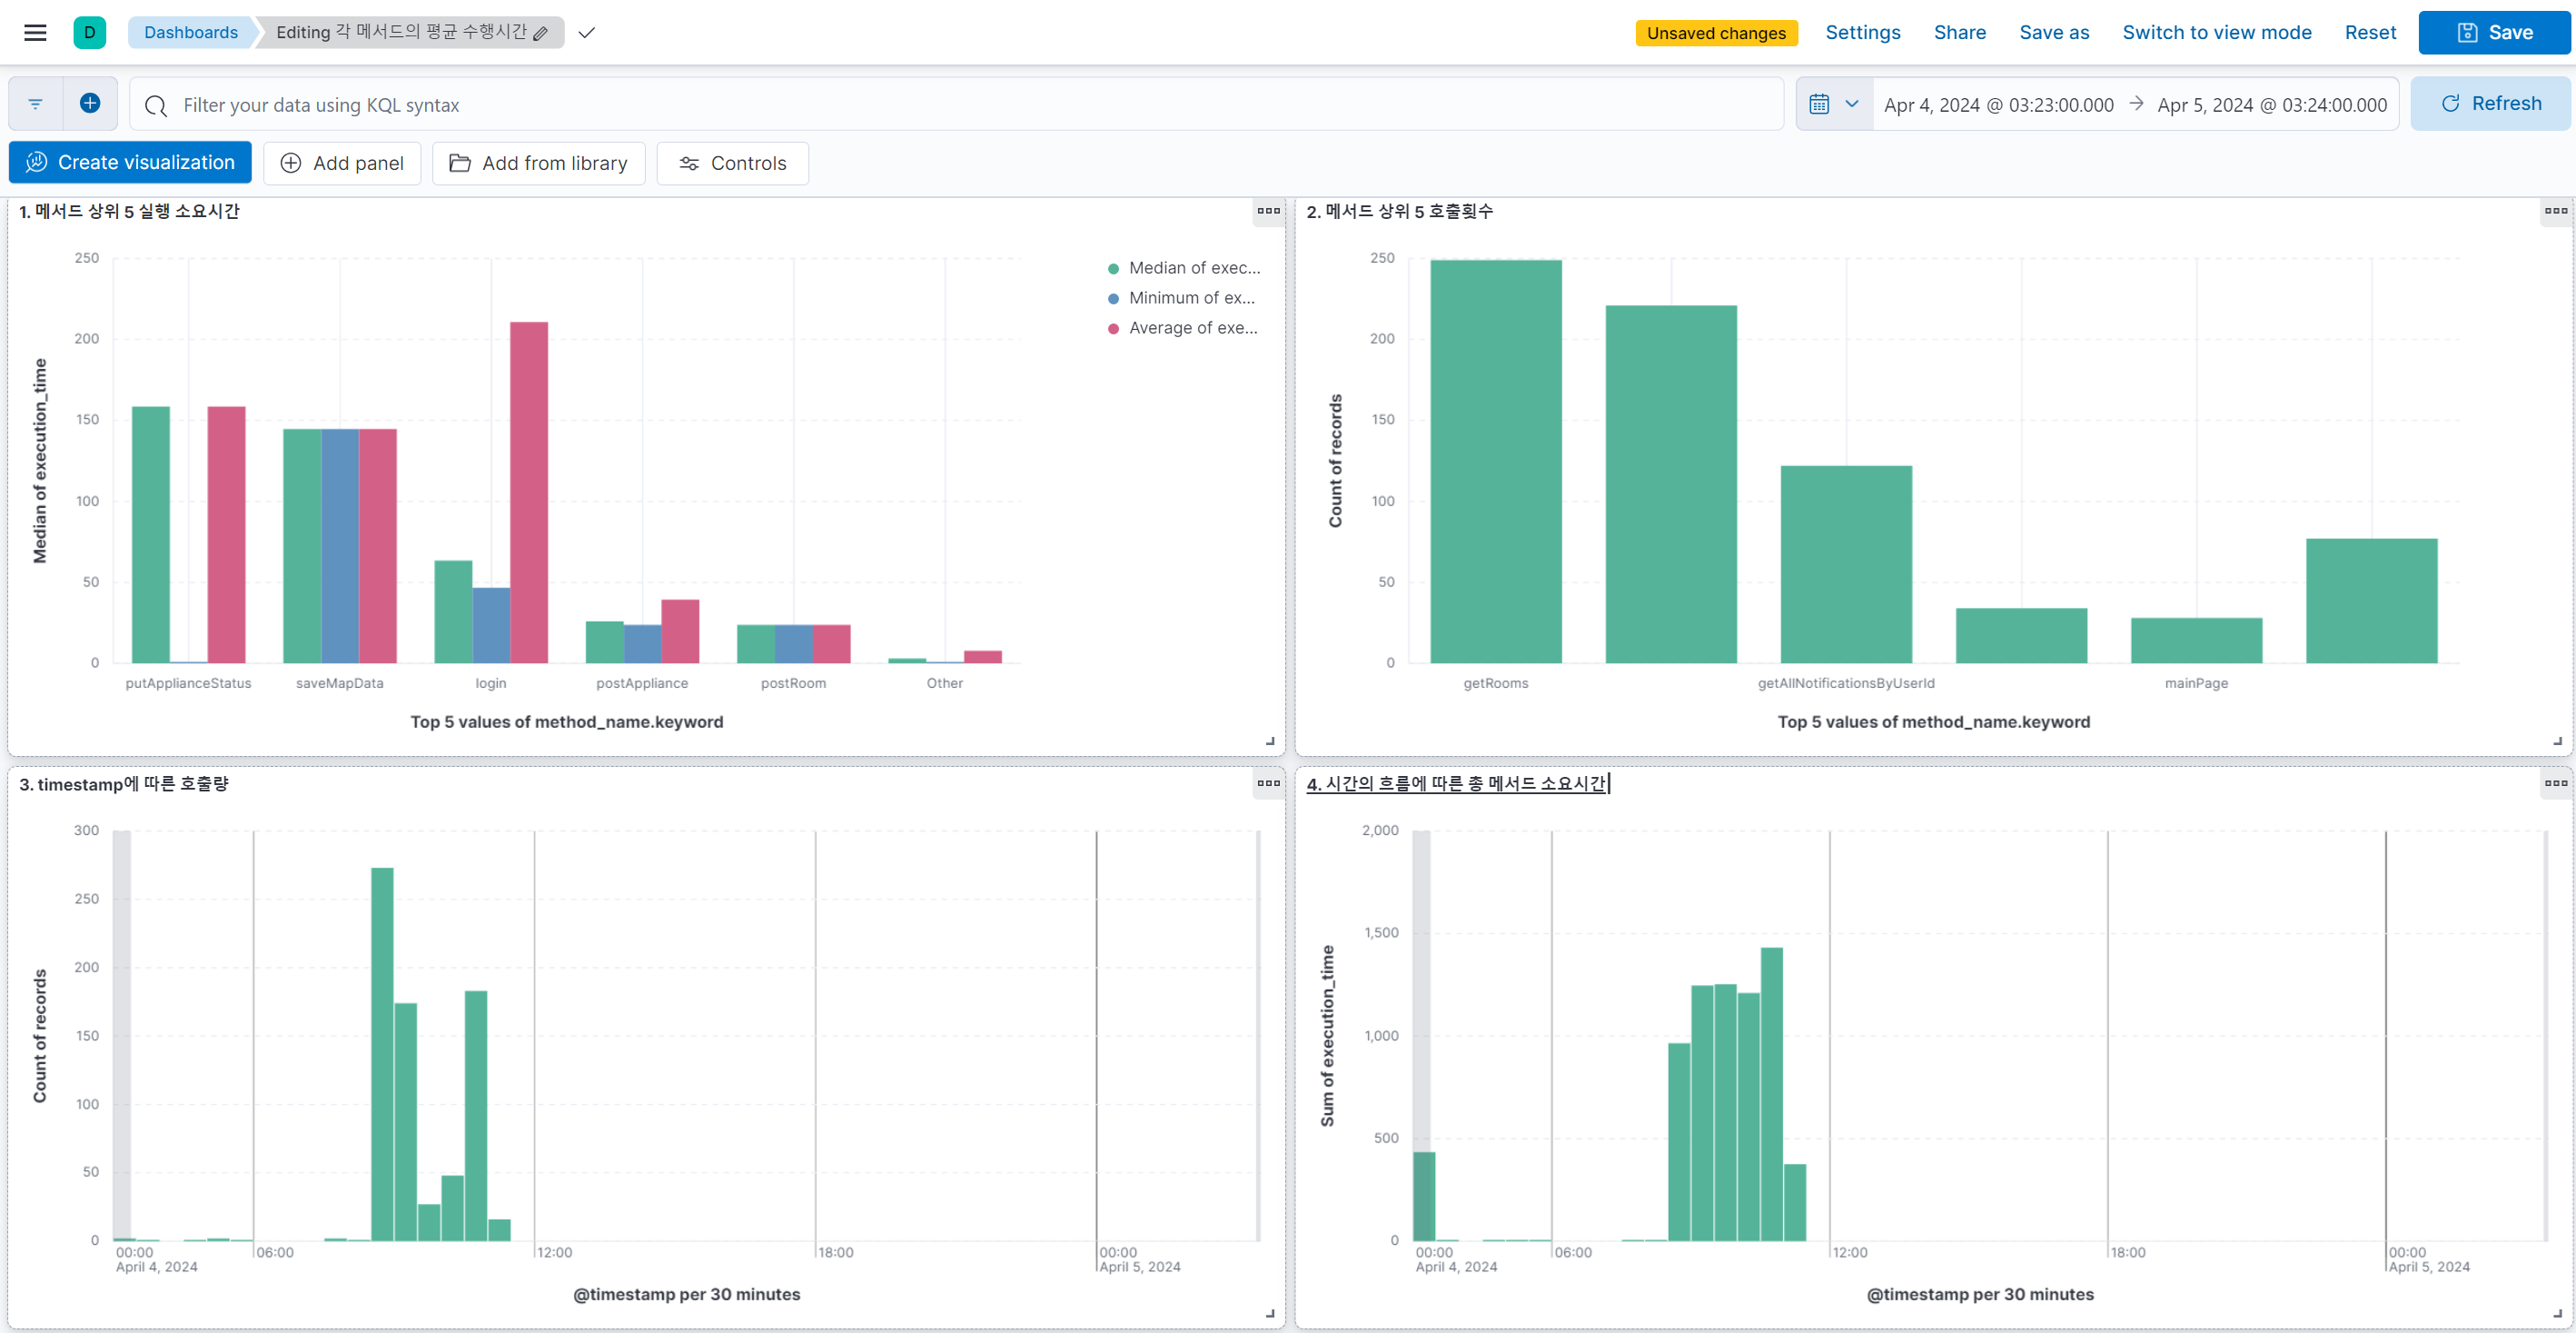 D Dashboards Editing 각 메서드의 평균 수행시간 Unsaved changes Settings Share Save as Switch to view mode Reset Save
Filter your data using KQL syntax Apr 4, 2024 @ 03:23:00.000 → Apr 5, 2024 @ 03:24:00.000 Refresh
Create visualization Add panel Add from library Controls
1. 메서드 상위 5 실행 소요시간
250
200
150
100
50
0
Median of execution_time
putApplianceStatus saveMapData login postAppliance postRoom Other
Top 5 values of method_name.keyword
Median of exec...
Minimum of ex...
Average of exe...
2. 메서드 상위 5 호출횟수
250
200
150
100
50
0
Count of records
getRooms getAllNotificationsByUserId mainPage
Top 5 values of method_name.keyword
3. timestamp에 따른 호출량
300
250
200
150
100
50
0
Count of records
00:00 06:00 12:00 18:00 00:00
April 4, 2024 April 5, 2024
@timestamp per 30 minutes
4. 시간의 흐름에 따른 총 메서드 소요시간
2,000
1,500
1,000
500
0
Sum of execution_time
00:00 06:00 12:00 18:00 00:00
April 4, 2024 April 5, 2024
@timestamp per 30 minutes